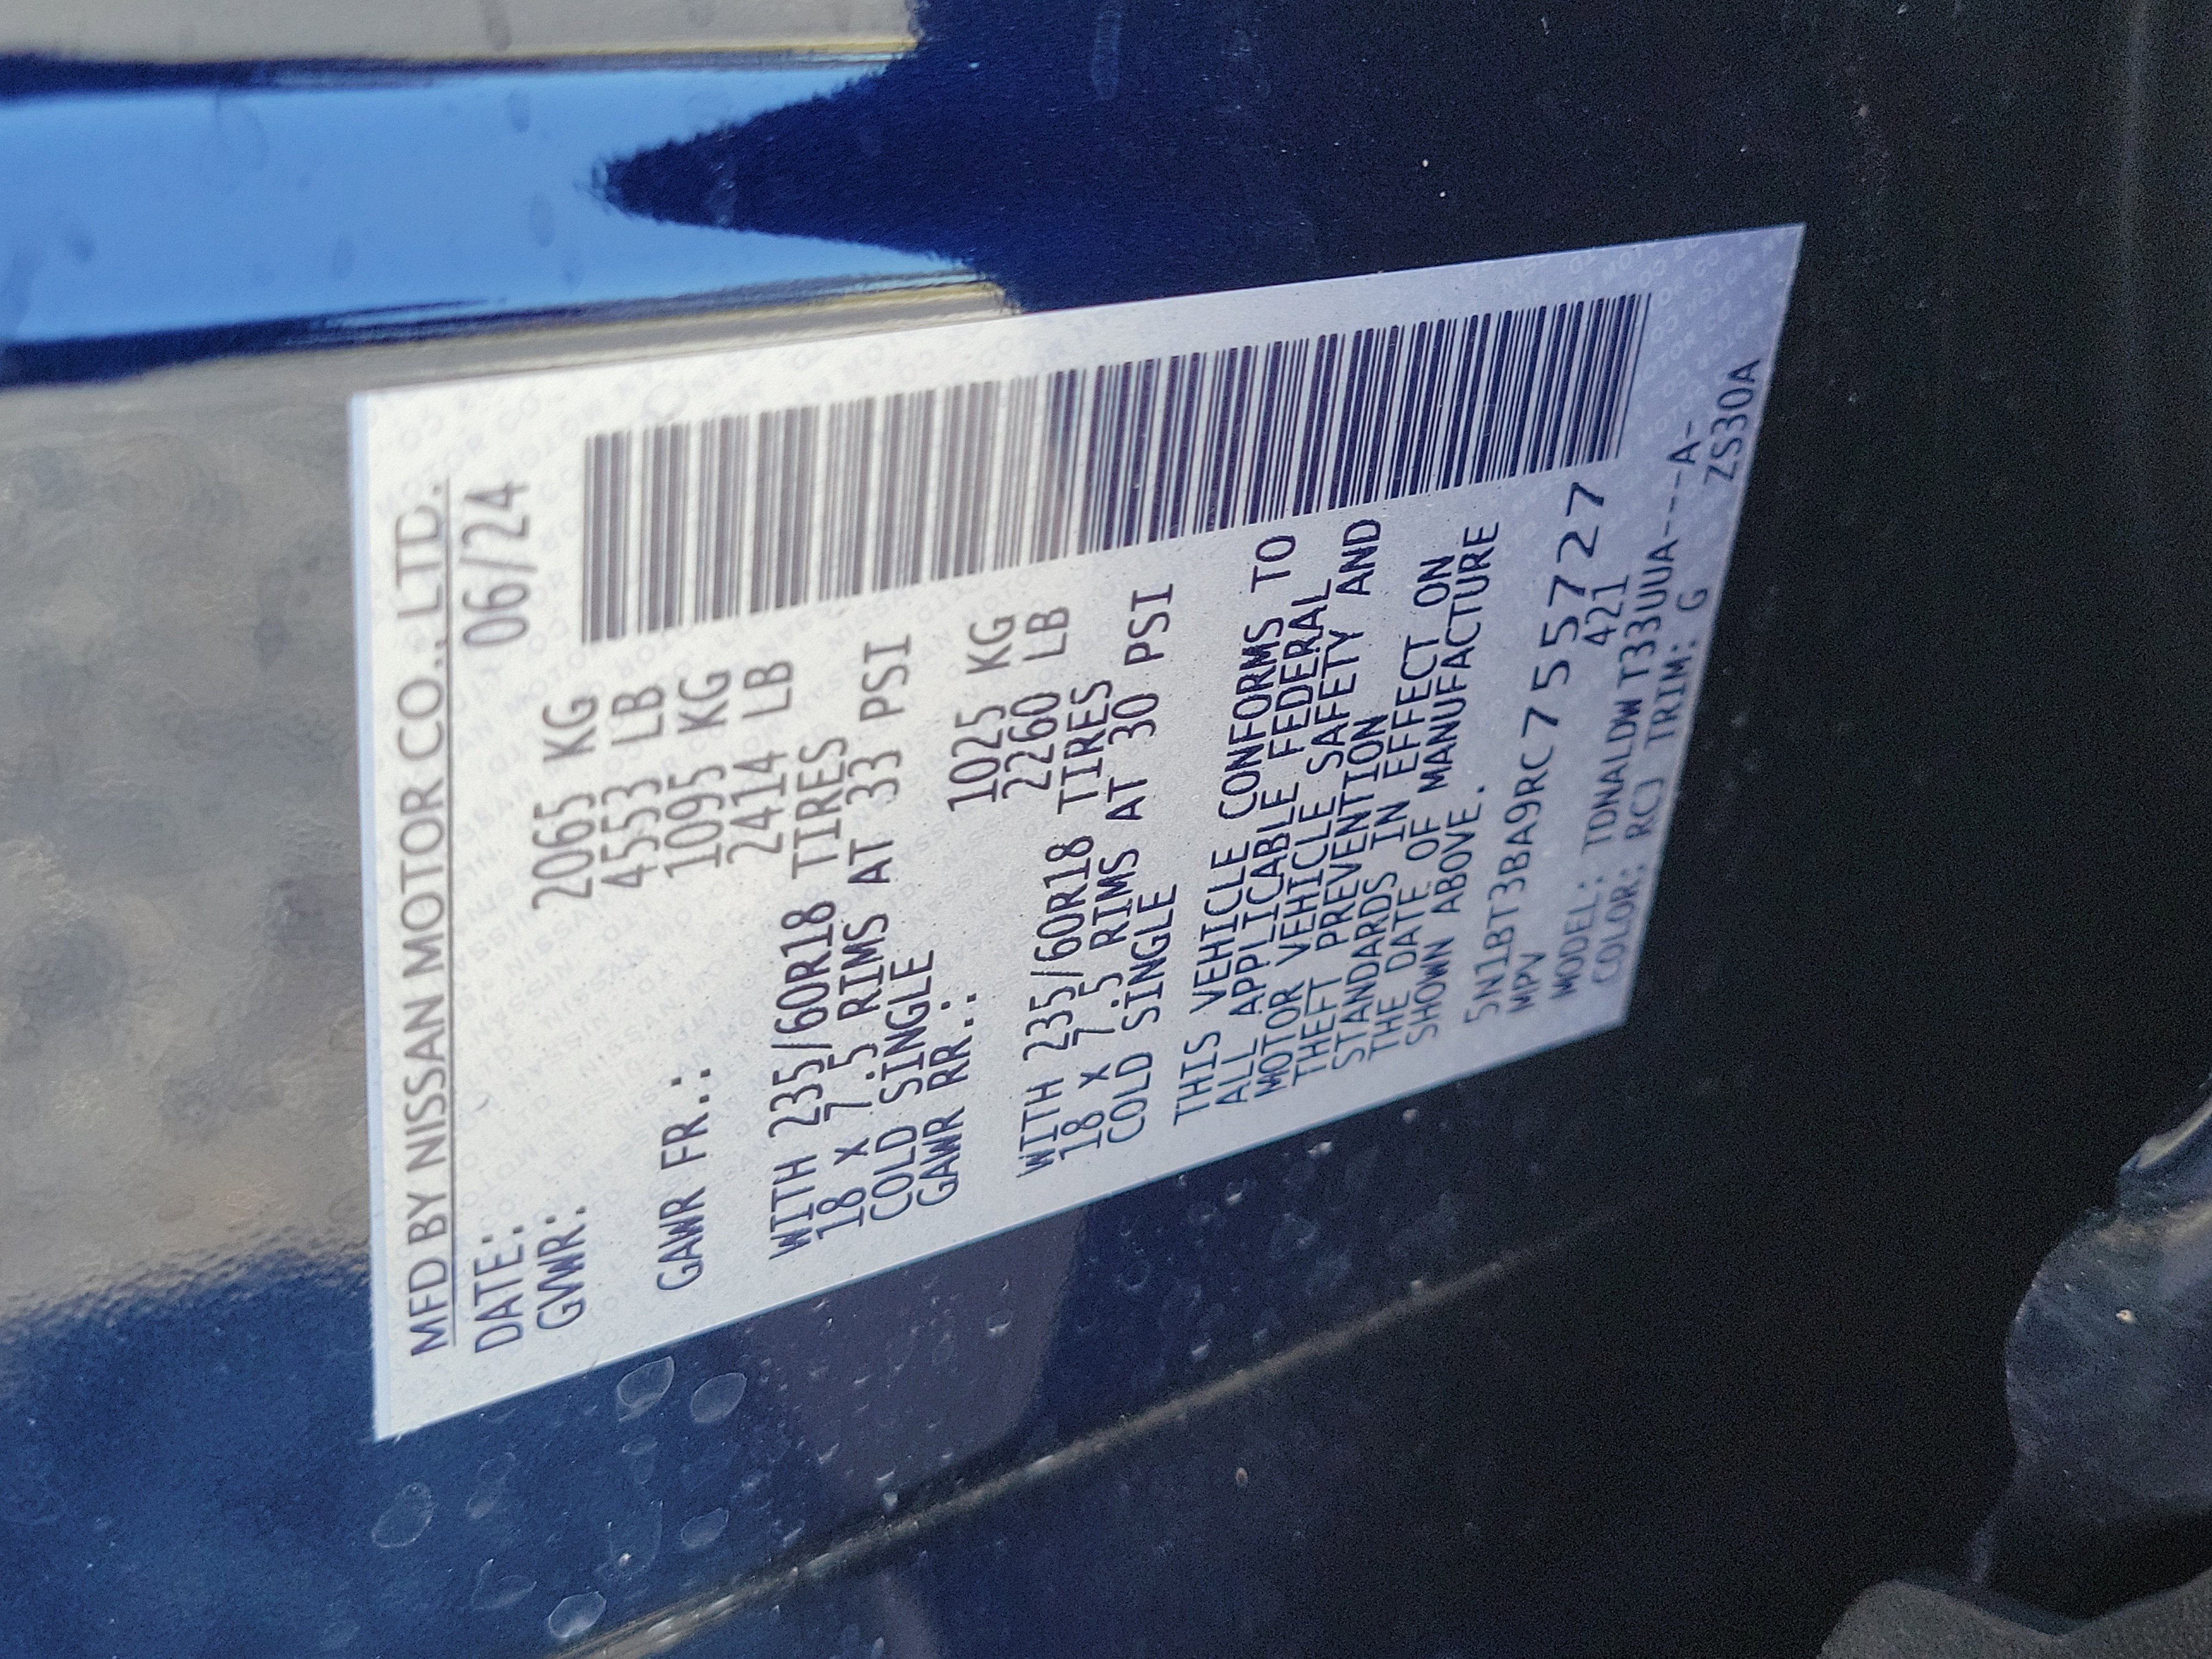 MFD BY NISSAN MOTOR CO., LTD.
DATE: 06/24
GVWR: 2065 KG
4553 LB
GAWR FR.: 1095 KG
2414 LB
WITH 235/60R18 TIRES
18 x 7.5 RIMS AT 33 PSI
COLD SINGLE
GAWR RR.: 1025 KG
2260 LB
WITH 235/60R18 TIRES
18 x 7.5 RIMS AT 30 PSI
COLD SINGLE
THIS VEHICLE CONFORMS TO
ALL APPLICABLE FEDERAL
MOTOR VEHICLE SAFETY AND
THEFT PREVENTION
STANDARDS IN EFFECT ON
THE DATE OF MANUFACTURE
SHOWN ABOVE.
5N1BT3BA9RC755727
MPV 421
MODEL: TDNALDW T33UUA----A-
COLOR: RCJ TRIM: G ZS30A